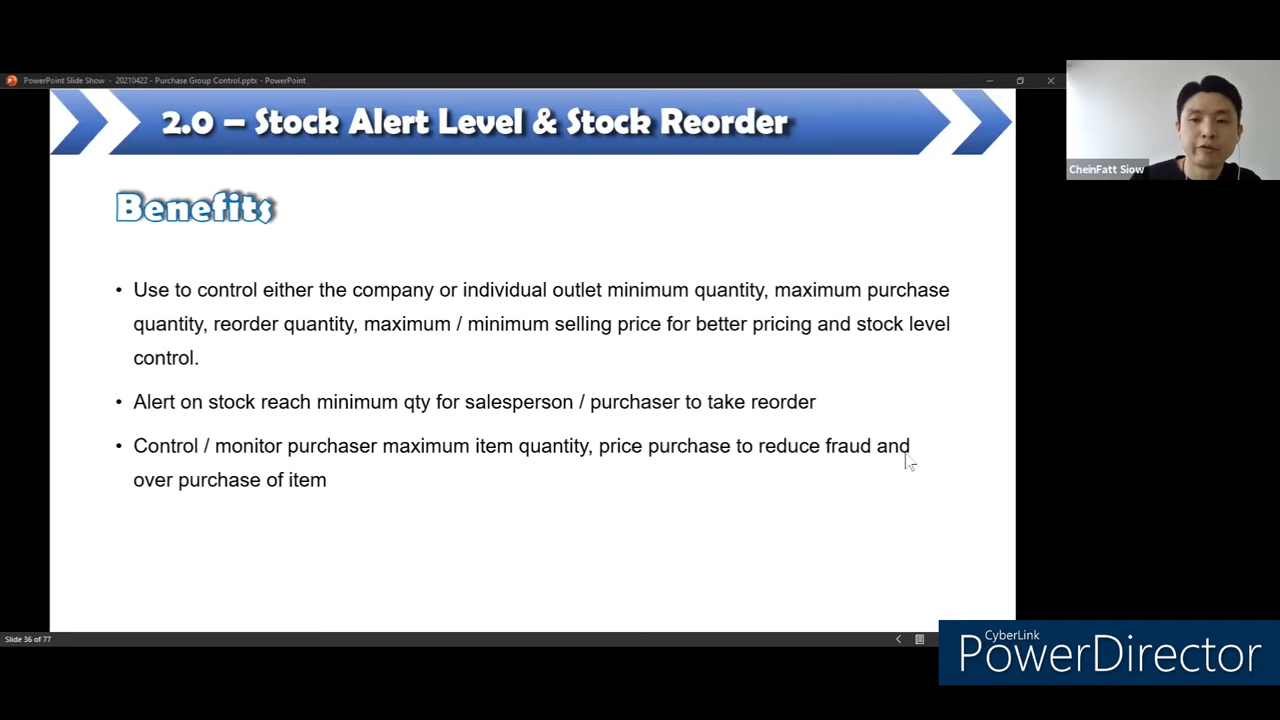 PowerPoint Slide Show - 20210422 - Purchase Group Control.pptx - PowerPoint
2.0 – Stock Alert Level & Stock Reorder
CheinFatt Siow
Benefits
• Use to control either the company or individual outlet minimum quantity, maximum purchase
quantity, reorder quantity, maximum / minimum selling price for better pricing and stock level
control.
• Alert on stock reach minimum qty for salesperson / purchaser to take reorder
• Control / monitor purchaser maximum item quantity, price purchase to reduce fraud and
over purchase of item
Slide 36 of 77
CyberLink
PowerDirector